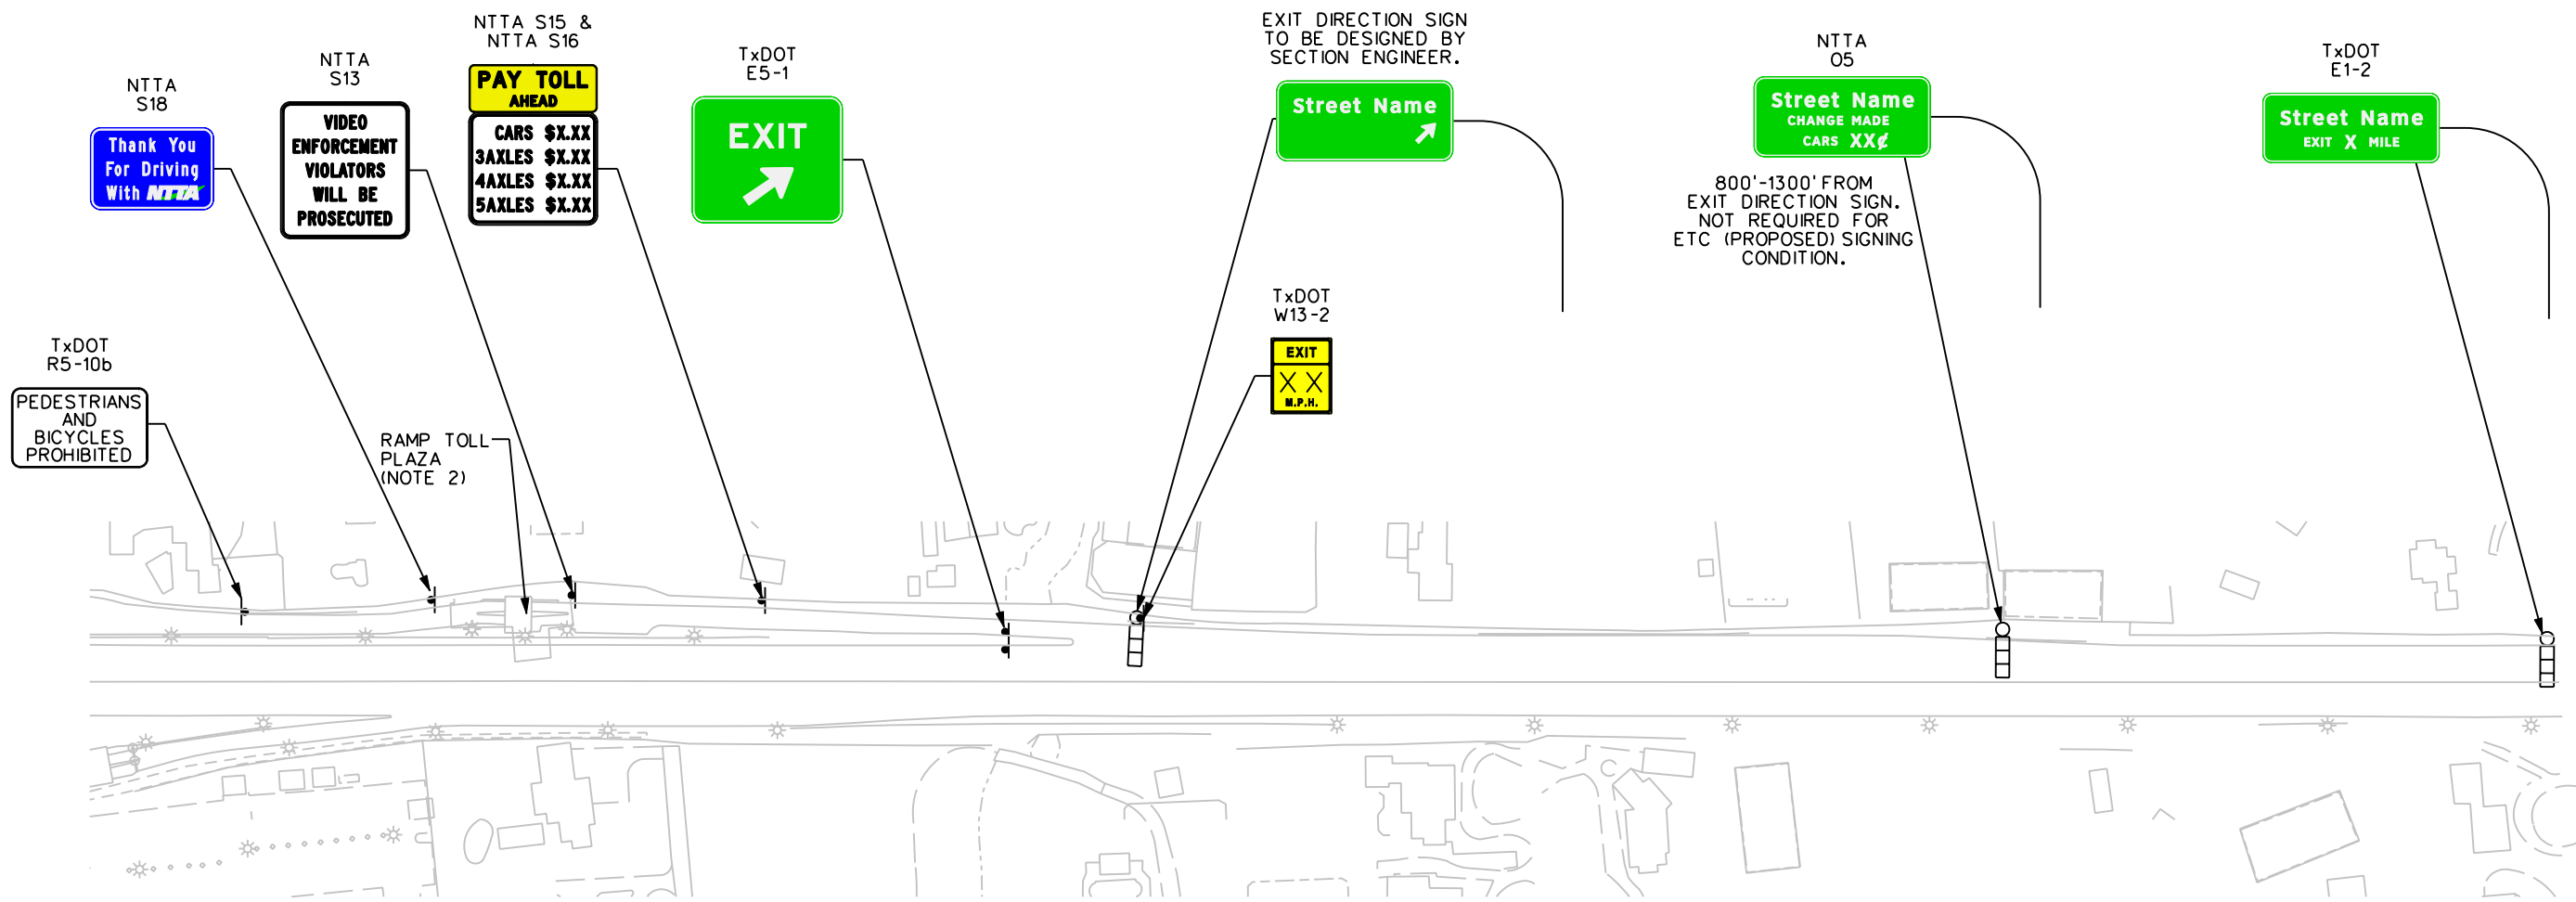 NTTA
S18
Thank You
For Driving
With NTTA
NTTA
S13
VIDEO
ENFORCEMENT
VIOLATORS
WILL BE
PROSECUTED
NTTA S15 &
NTTA S16
PAY TOLL
AHEAD
CARS $X.XX
3AXLES $X.XX
4AXLES $X.XX
5AXLES $X.XX
TxDOT
E5-1
EXIT
EXIT DIRECTION SIGN
TO BE DESIGNED BY
SECTION ENGINEER.
Street Name
NTTA
O5
Street Name
CHANGE MADE
CARS XX¢
800'-1300' FROM
EXIT DIRECTION SIGN.
NOT REQUIRED FOR
ETC (PROPOSED) SIGNING
CONDITION.
TxDOT
E1-2
Street Name
EXIT X MILE
TxDOT
W13-2
EXIT
X X
M.P.H.
TxDOT
R5-10b
PEDESTRIANS
AND
BICYCLES
PROHIBITED
RAMP TOLL
PLAZA
(NOTE 2)